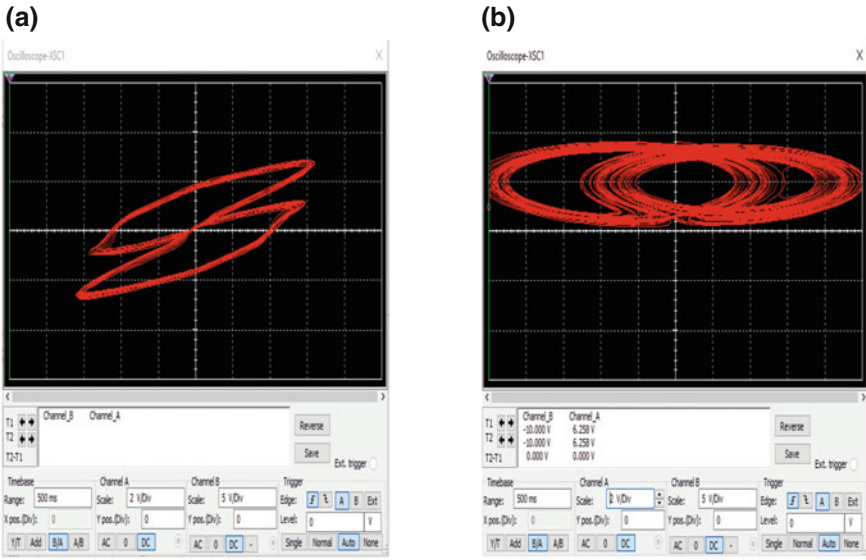 (a)
Oscilloscope-XSC1 X
T1
T2
T2-T1
Channel_B Channel_A
Reverse
Save
Ext. trigger
Timebase
Range: 500 ms
X pos.(Div): 0
Y/T Add B/A A/B
Channel A
Scale: 2 V/Div
Y pos.(Div): 0
AC 0 DC
Channel B
Scale: 5 V/Div
Y pos.(Div): 0
AC 0 DC -
Trigger
Edge: A B Ext
Level: 0 V
Single Normal Auto None
(b)
Oscilloscope-XSC1 X
T1
T2
T2-T1
Channel_B Channel_A
-10.000 V 6.258 V
-10.000 V 6.258 V
0.000 V 0.000 V
Reverse
Save
Ext. trigger
Timebase
Range: 500 ms
X pos.(Div): 0
Y/T Add B/A A/B
Channel A
Scale: 2 V/Div
Y pos.(Div): 0
AC 0 DC
Channel B
Scale: 5 V/Div
Y pos.(Div): 0
AC 0 DC -
Trigger
Edge: A B Ext
Level: 0 V
Single Normal Auto None